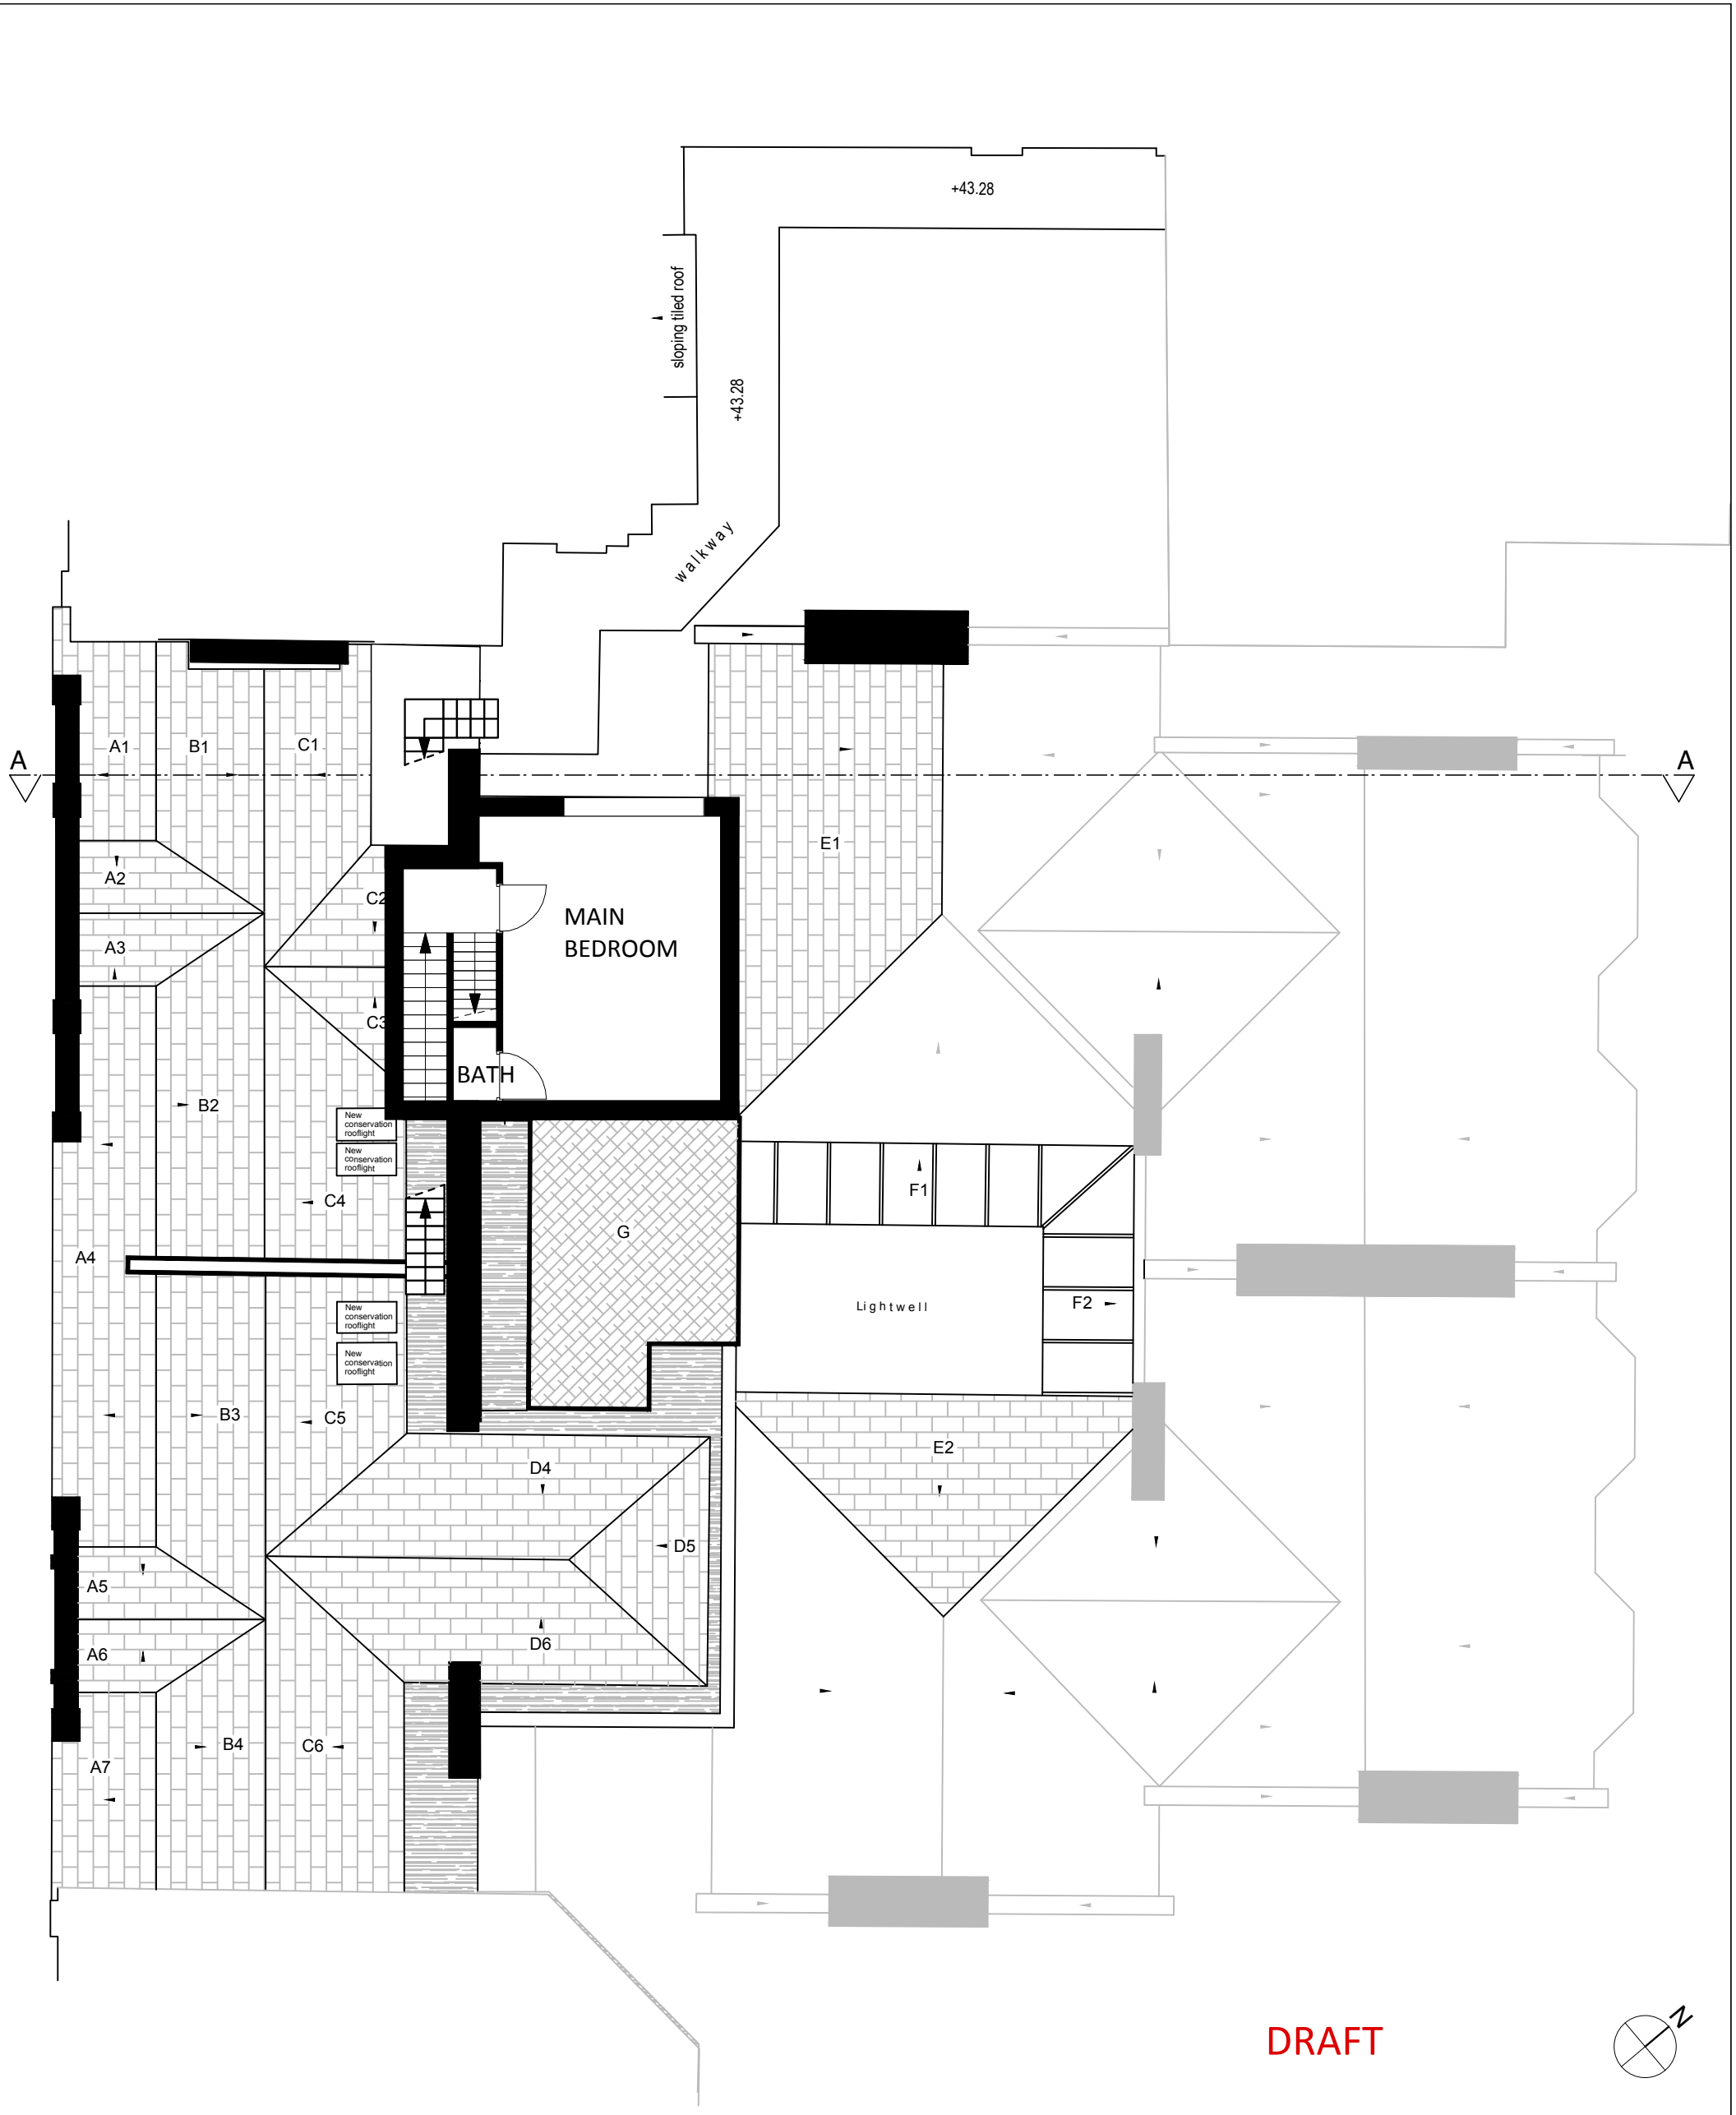 +43.28
sloping tiled roof
+43.28
walkway
A1
B1
C1
A
A
E1
A2
C2
MAIN
BEDROOM
A3
C3
BATH
B2
New
conservation
rooflight
New
conservation
rooflight
F1
C4
G
A4
Lightwell
F2
New
conservation
rooflight
New
conservation
rooflight
B3
C5
E2
D4
D5
A5
D6
A6
B4
C6
A7
DRAFT
N